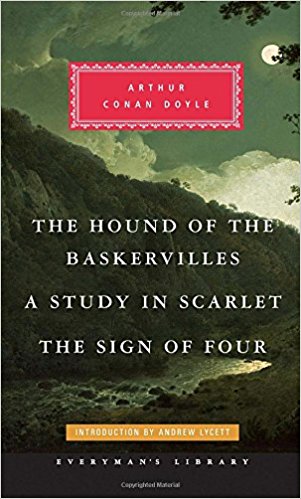 ARTHUR
CONAN DOYLE
THE HOUND OF THE
BASKERVILLES
A STUDY IN SCARLET
THE SIGN OF FOUR
INTRODUCTION BY ANDREW LYCETT
EVERYMAN'S LIBRARY